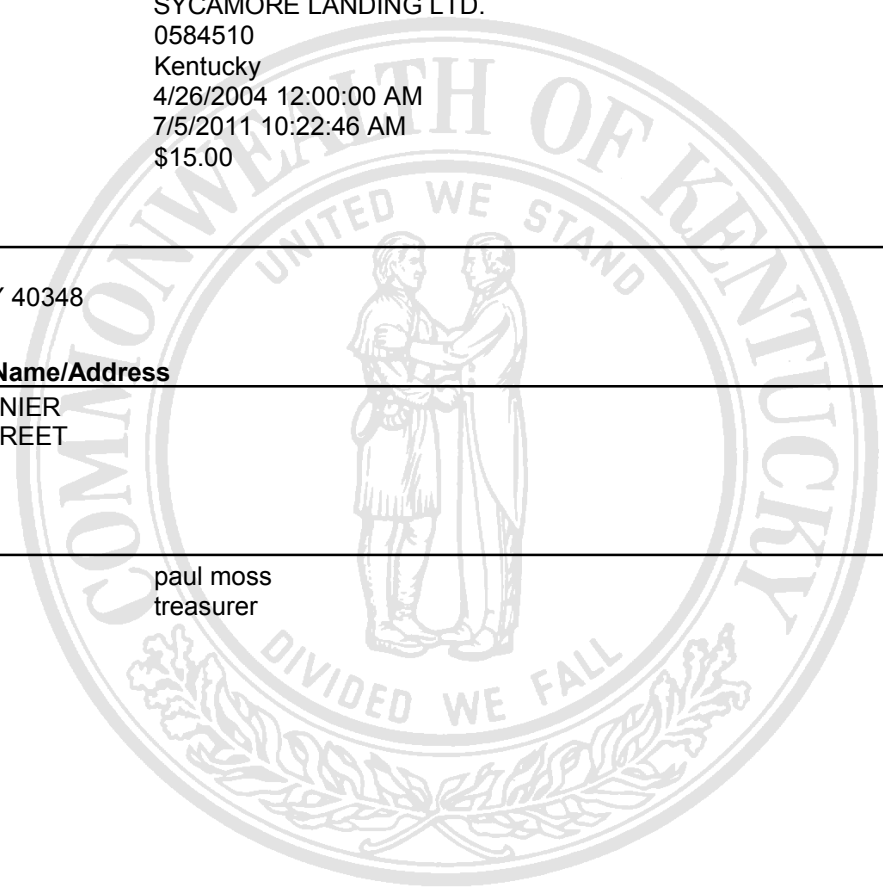 SYCAMORE LANDING LTD.
0584510
Kentucky
4/26/2004 12:00:00 AM
7/5/2011 10:22:46 AM
$15.00
COMMONWEALTH OF KENTUCKY
UNITED WE STAND
Y 40348
Name/Address
NIER
REET
paul moss
treasurer
DIVIDED WE FALL